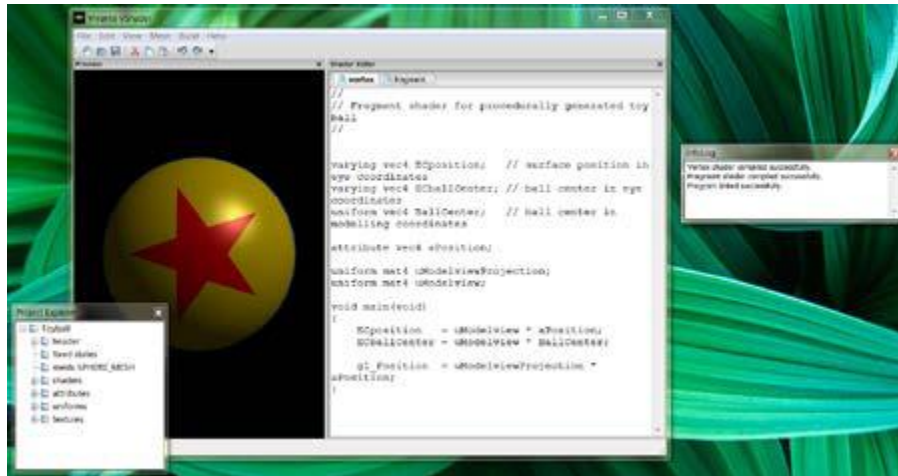 File Edit View Mesh Build Help
Preview
Shader Editor
vertex
fragment
//
// Fragment shader for procedurally generated toy
ball
//
varying vec4 ECposition;   // surface position in
eye coordinates
varying vec4 ECballCenter; // ball center in eye
coordinates
uniform vec4 BallCenter;   // ball center in
modelling coordinates
attribute vec4 aPosition;
uniform mat4 uModelviewProjection;
uniform mat4 uModelview;
void main(void)
{
ECposition   = uModelview * aPosition;
ECballCenter = uModelview * BallCenter;
gl_Position  = uModelviewProjection *
aPosition;
}
InfoLog
Vertex shader compiled successfully.
Fragment shader compiled successfully.
Program linked successfully.
Project Explorer
Toyball
header
fixed states
mesh: SPHERE_MESH
shaders
attributes
uniforms
textures